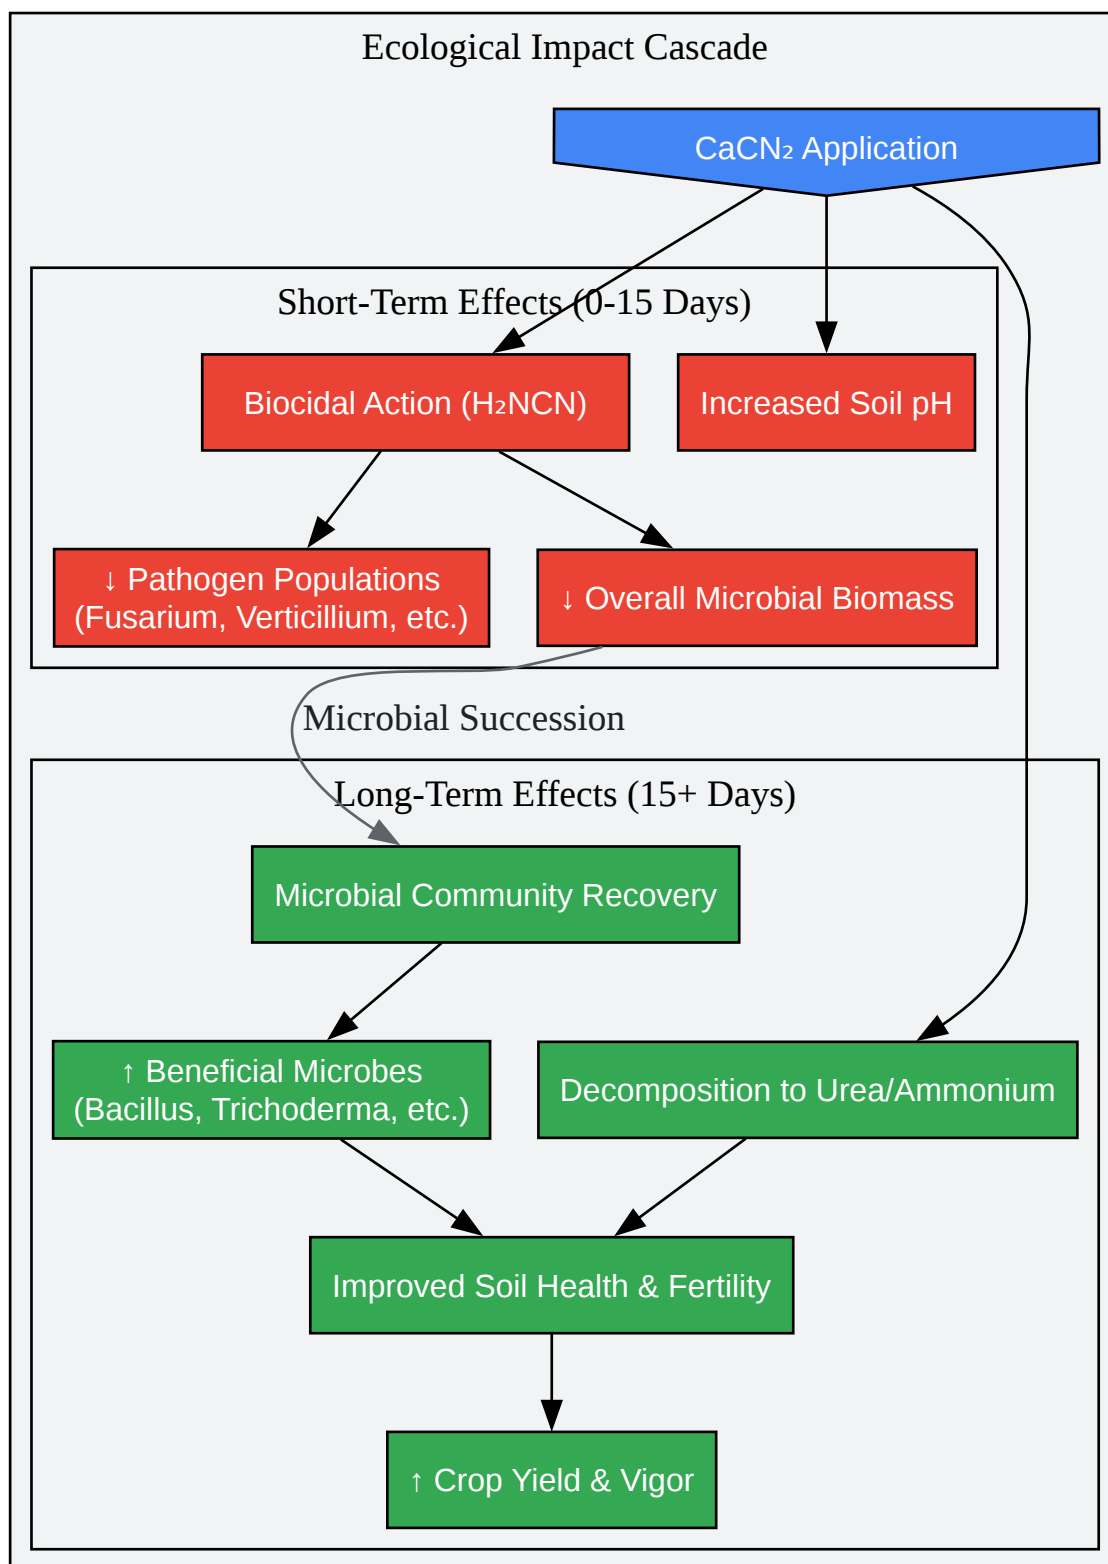 Ecological Impact Cascade
CaCN₂ Application
Short-Term Effects (0-15 Days)
Biocidal Action (H₂NCN)
Increased Soil pH
↓ Pathogen Populations
(Fusarium, Verticillium, etc.)
↓ Overall Microbial Biomass
Microbial Succession
Long-Term Effects (15+ Days)
Microbial Community Recovery
↑ Beneficial Microbes
(Bacillus, Trichoderma, etc.)
Decomposition to Urea/Ammonium
Improved Soil Health & Fertility
↑ Crop Yield & Vigor